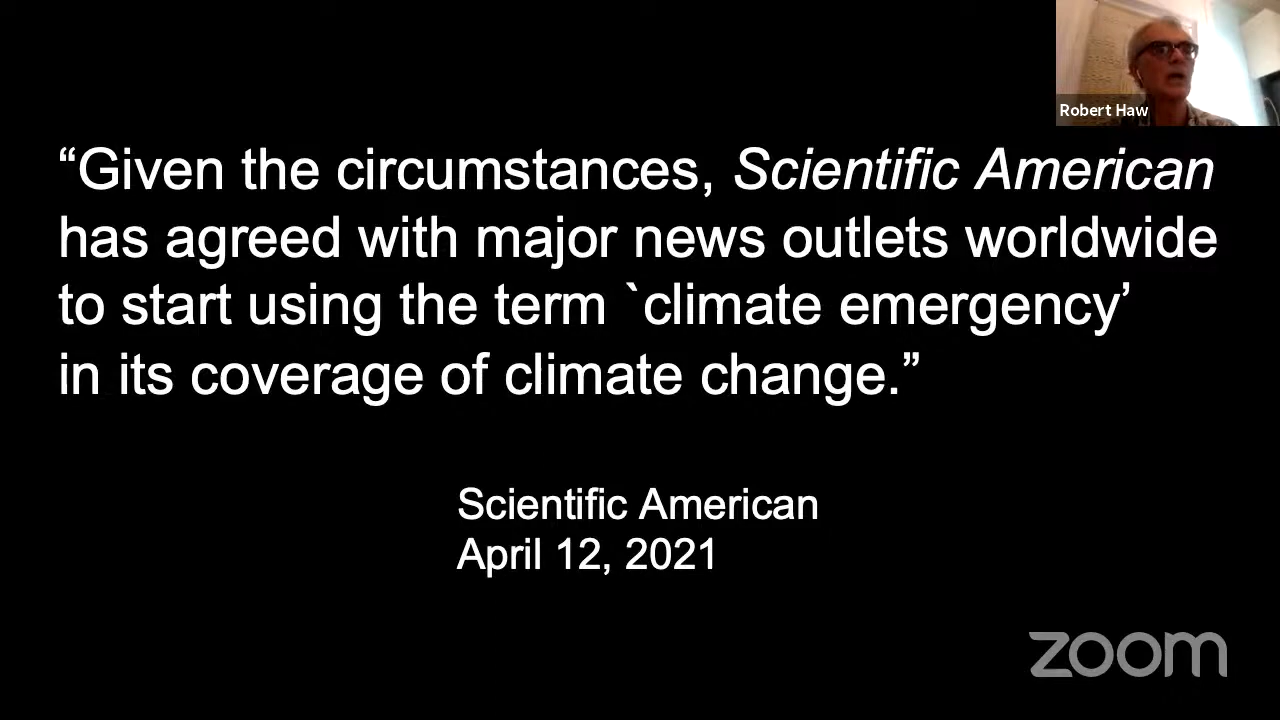 Robert Haw
“Given the circumstances, Scientific American
has agreed with major news outlets worldwide
to start using the term `climate emergency’
in its coverage of climate change.”
Scientific American
April 12, 2021
zoom